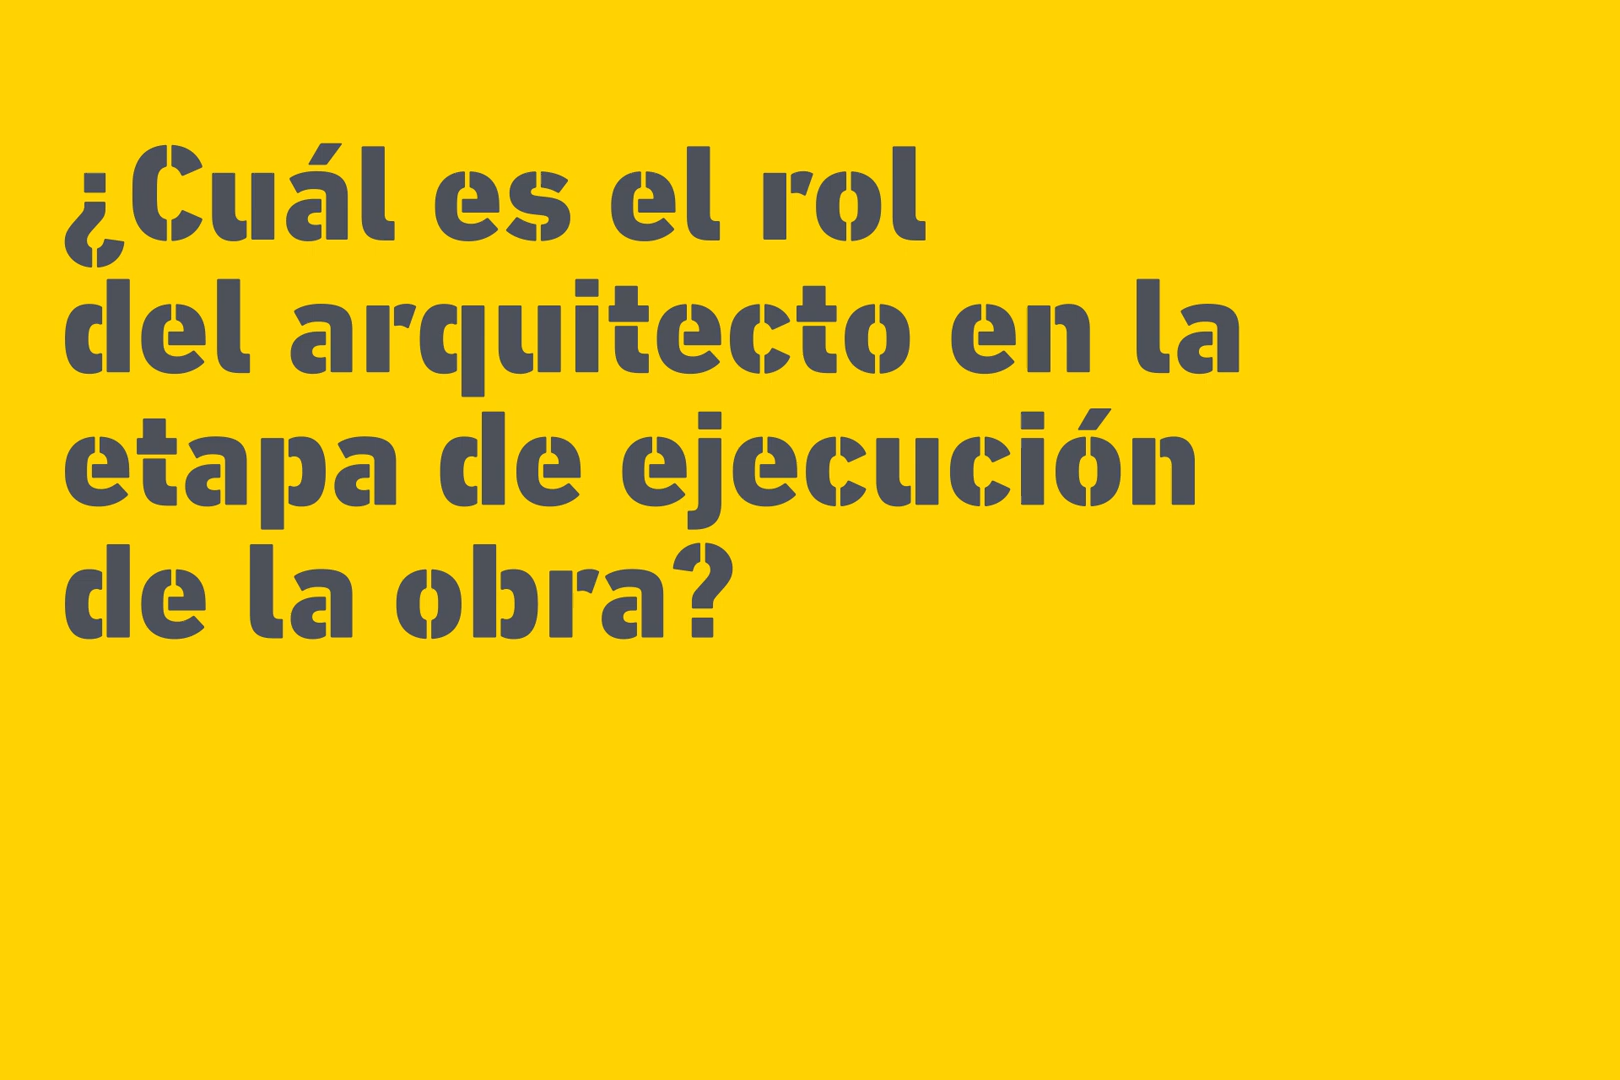 ¿Cuál es el rol
del arquitecto en la
etapa de ejecución
de la obra?